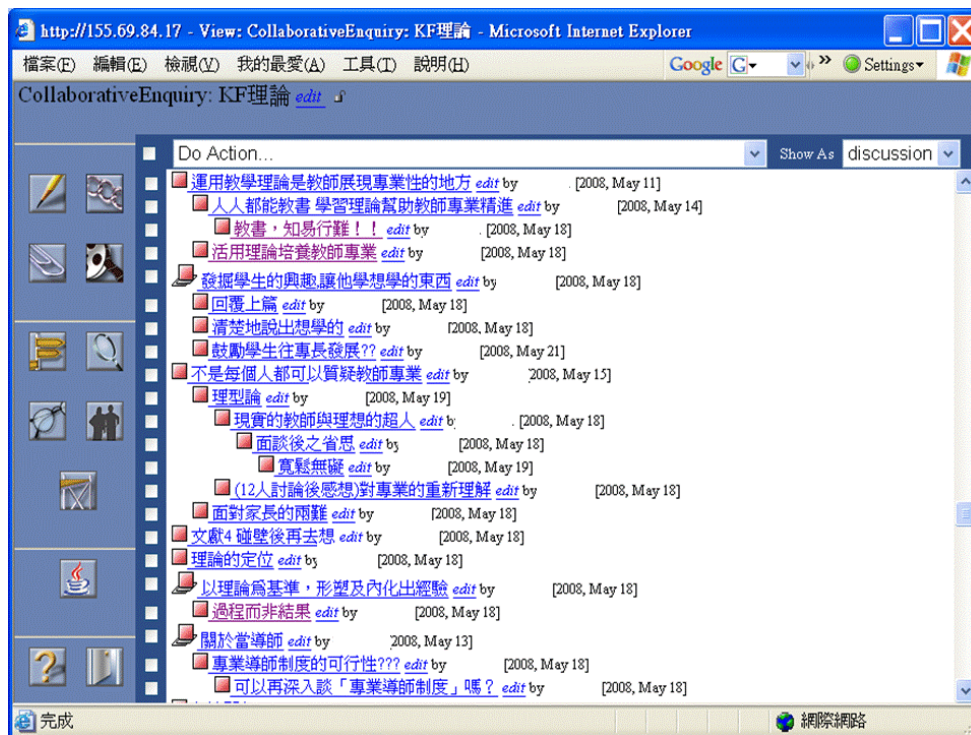 http://155.69.84.17 - View: CollaborativeEnquiry: KF理論 - Microsoft Internet Explorer
檔案(F) 編輯(E) 檢視(V) 我的最愛(A) 工具(T) 說明(H) Google G Settings
CollaborativeEnquiry: KF理論 edit
Do Action... Show As discussion
運用教學理論是教師展現專業性的地方 edit by . [2008, May 11]
人人都能教書 學習理論幫助教師專業精進 edit by [2008, May 14]
教書，知易行難！！ edit by . [2008, May 18]
活用理論培養教師專業 edit by [2008, May 18]
發掘學生的興趣,讓他學想學的東西 edit by [2008, May 18]
回覆上篇 edit by [2008, May 18]
清楚地說出想學的 edit by [2008, May 18]
鼓勵學生往專長發展?? edit by [2008, May 21]
不是每個人都可以質疑教師專業 edit by 2008, May 15]
理型論 edit by [2008, May 19]
現實的教師與理想的超人 edit by . [2008, May 18]
面談後之省思 edit by [2008, May 18]
寬鬆無礙 edit by [2008, May 19]
(12人討論後感想)對專業的重新理解 edit by [2008, May 18]
面對家長的兩難 edit by [2008, May 18]
文獻4 碰壁後再去想 edit by [2008, May 18]
理論的定位 edit by [2008, May 18]
以理論為基準，形塑及內化出經驗 edit by [2008, May 18]
過程而非結果 edit by [2008, May 18]
關於當導師 edit by 2008, May 13]
專業導師制度的可行性??? edit by [2008, May 18]
可以再深入談「專業導師制度」嗎？ edit by [2008, May 18]
完成 網際網路